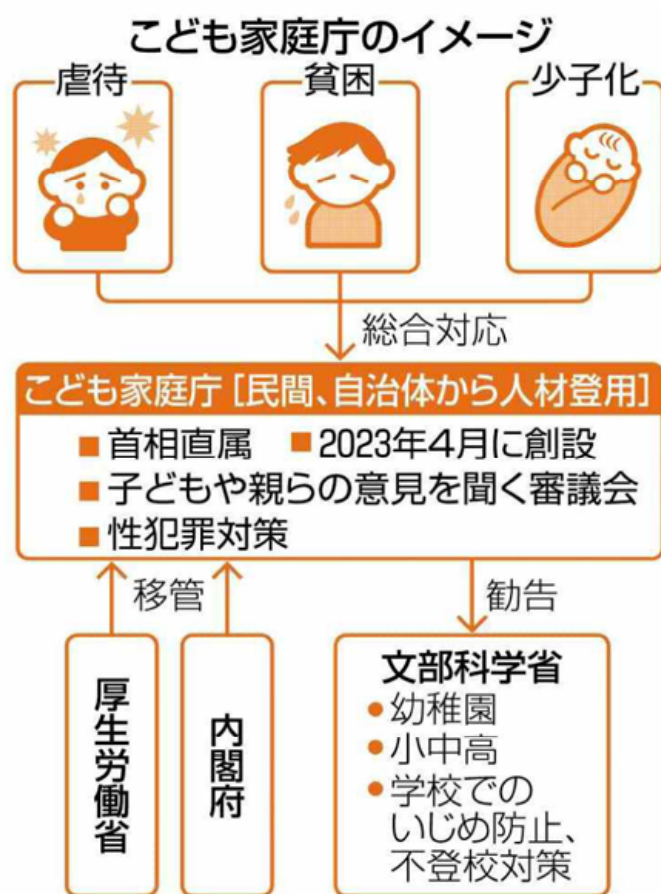 こども家庭庁のイメージ
虐待
貧困
少子化
総合対応
こども家庭庁［民間、自治体から人材登用］
■首相直属 ■2023年4月に創設
■子どもや親らの意見を聞く審議会
■性犯罪対策
移管
勧告
厚生労働省
内閣府
文部科学省
●幼稚園
●小中高
●学校での
いじめ防止、
不登校対策